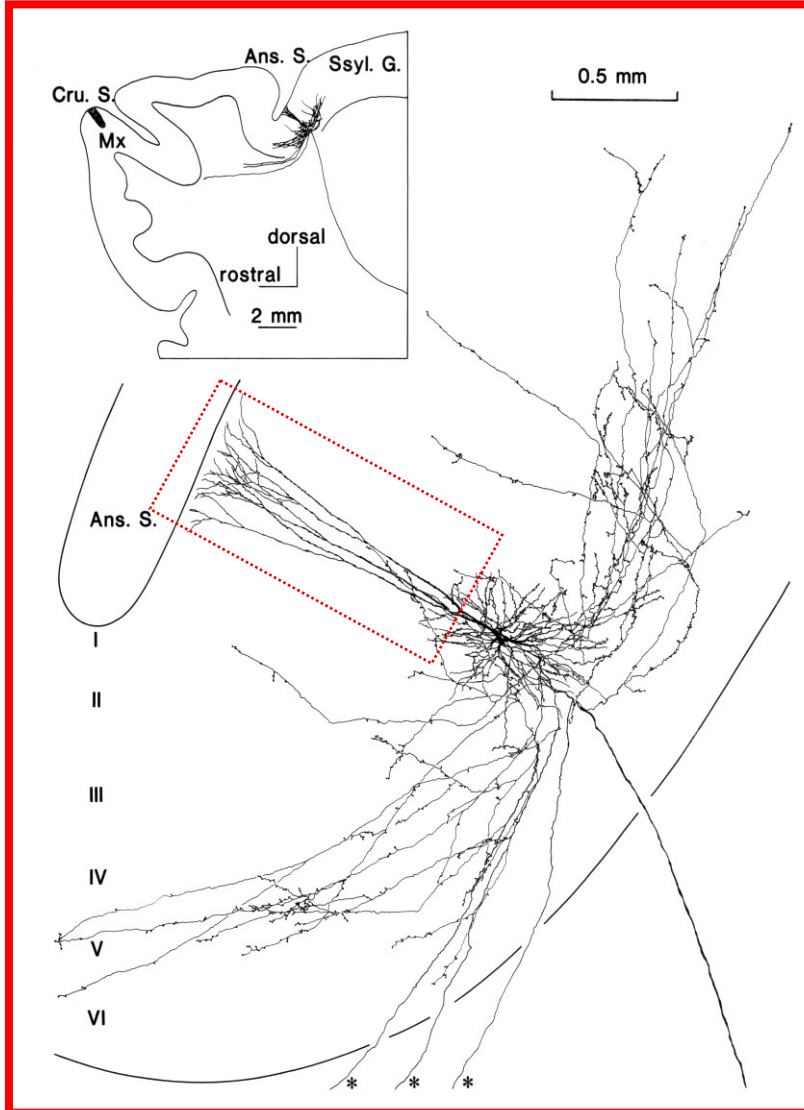 Ans. S.
Ssyl. G.
Cru. S.
Mx
dorsal
rostral
2 mm
0.5 mm
Ans. S.
I
II
III
IV
V
VI
* * *